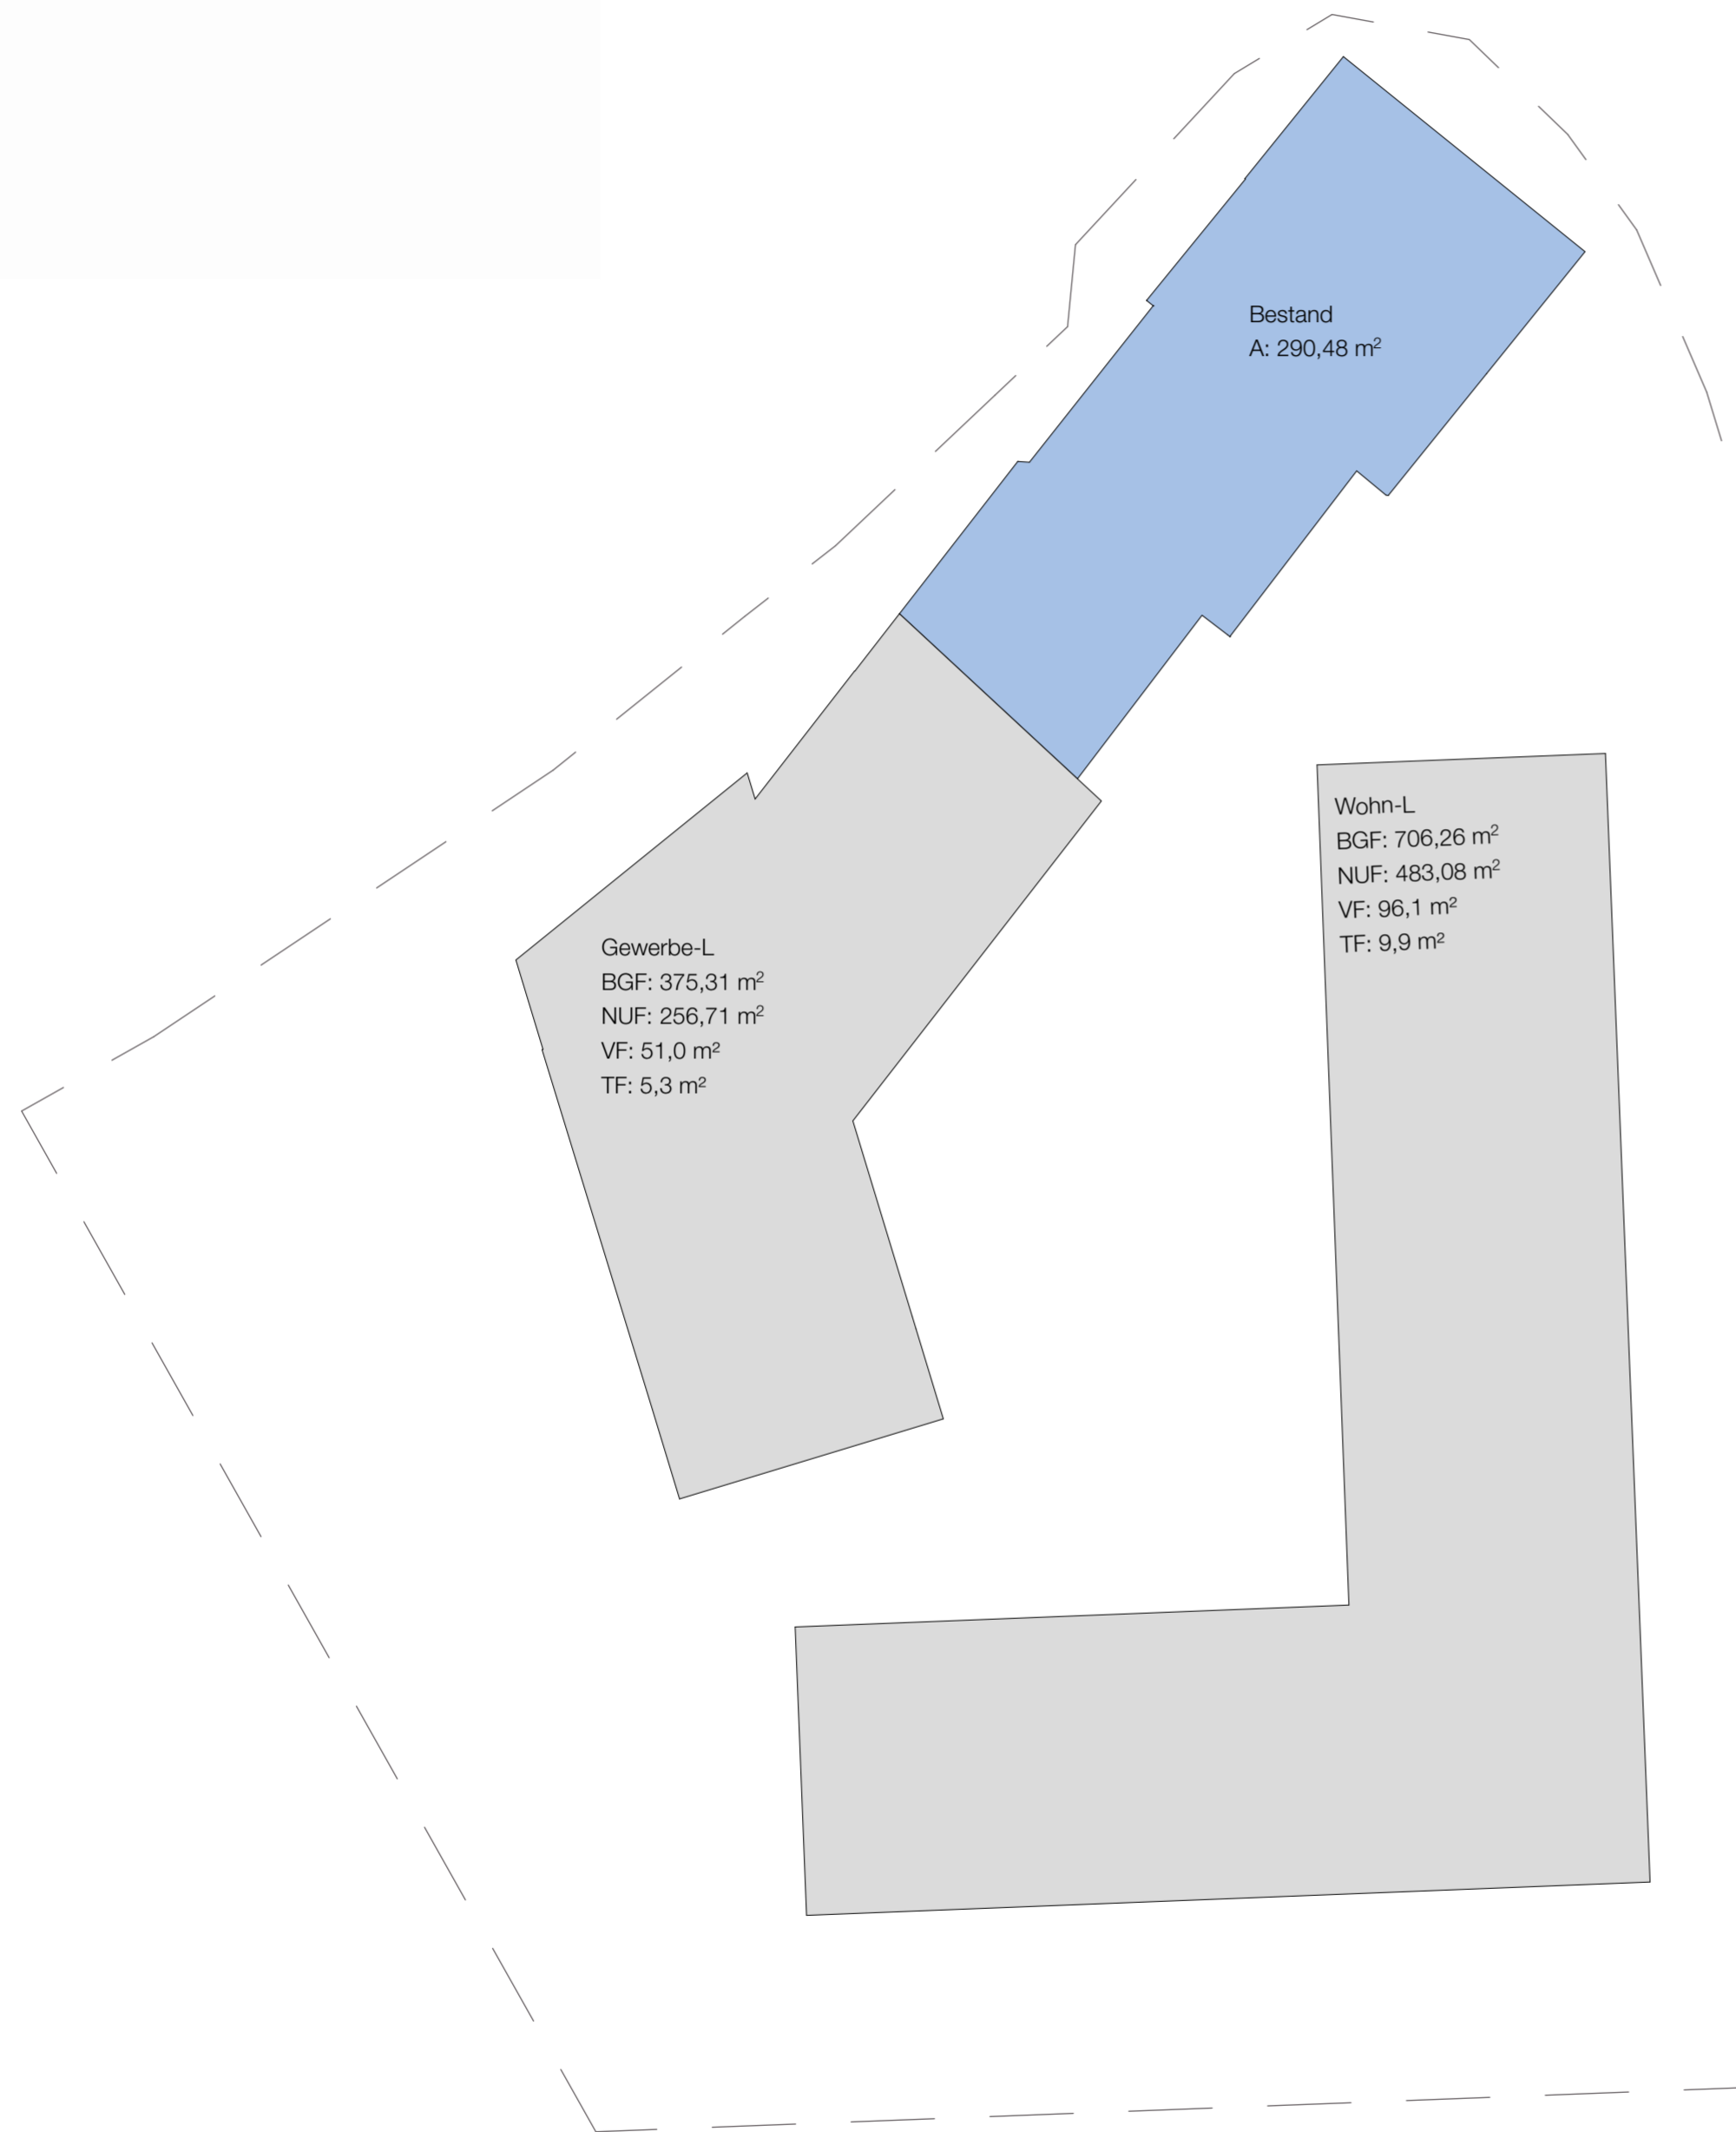 Bestand
A: 290,48 m²
Wohn-L
BGF: 706,26 m²
NUF: 483,08 m²
VF: 96,1 m²
TF: 9,9 m²
Gewerbe-L
BGF: 375,31 m²
NUF: 256,71 m²
VF: 51,0 m²
TF: 5,3 m²